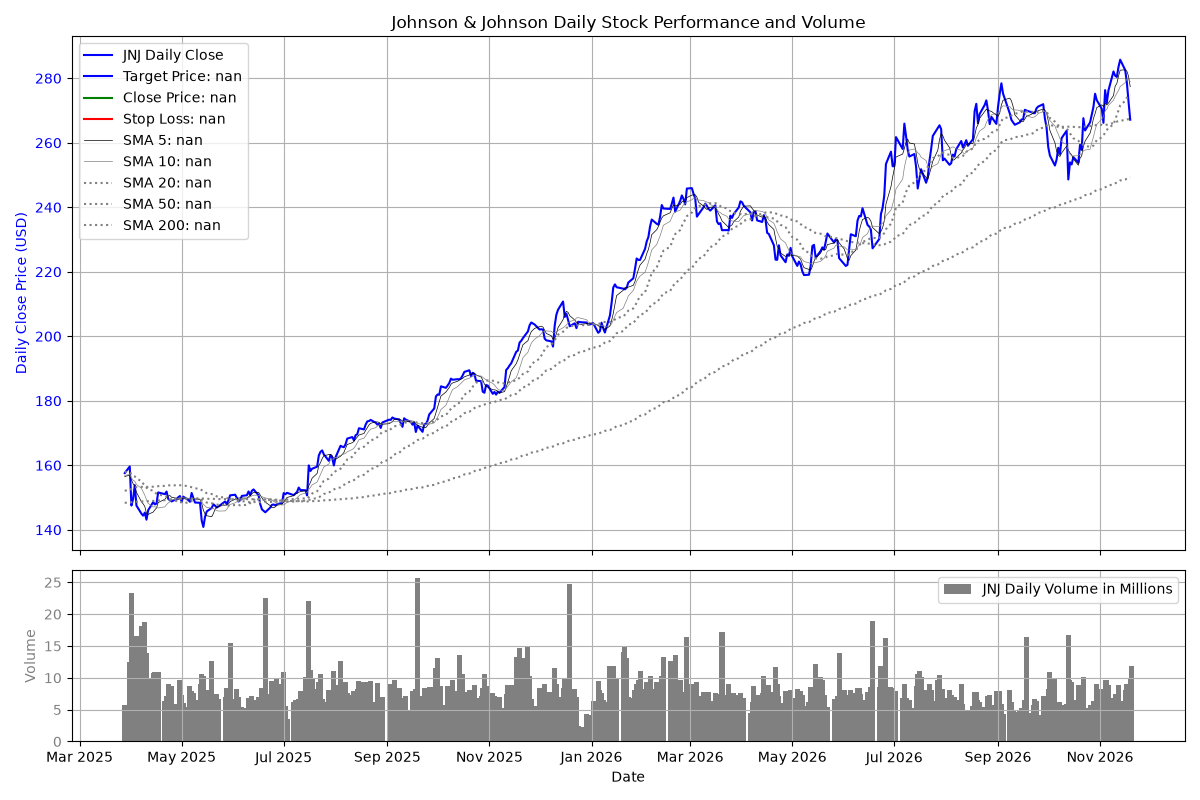 Johnson & Johnson Daily Stock Performance and Volume
JNJ Daily Close
Target Price: nan
Close Price: nan
Stop Loss: nan
SMA 5: nan
SMA 10: nan
SMA 20: nan
SMA 50: nan
SMA 200: nan
Daily Close Price (USD)
280
260
240
220
200
180
160
140
JNJ Daily Volume in Millions
Volume
25
20
15
10
5
0
Mar 2025 May 2025 Jul 2025 Sep 2025 Nov 2025 Jan 2026 Mar 2026 May 2026 Jul 2026 Sep 2026 Nov 2026
Date